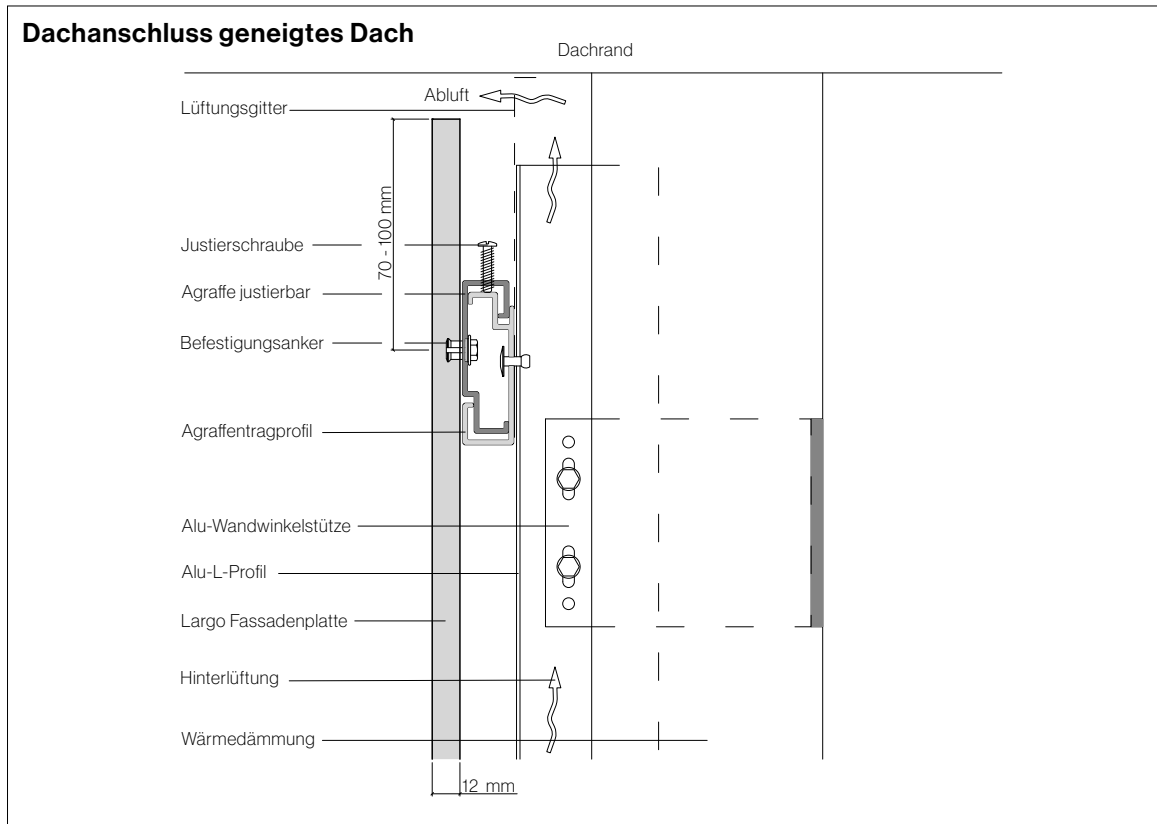 Dachanschluss geneigtes Dach
Dachrand
Abluft
Lüftungsgitter
70 - 100 mm
Justierschraube
Agraffe justierbar
Befestigungsanker
Agraffentragprofil
Alu-Wandwinkelstütze
Alu-L-Profil
Largo Fassadenplatte
Hinterlüftung
Wärmedämmung
12 mm